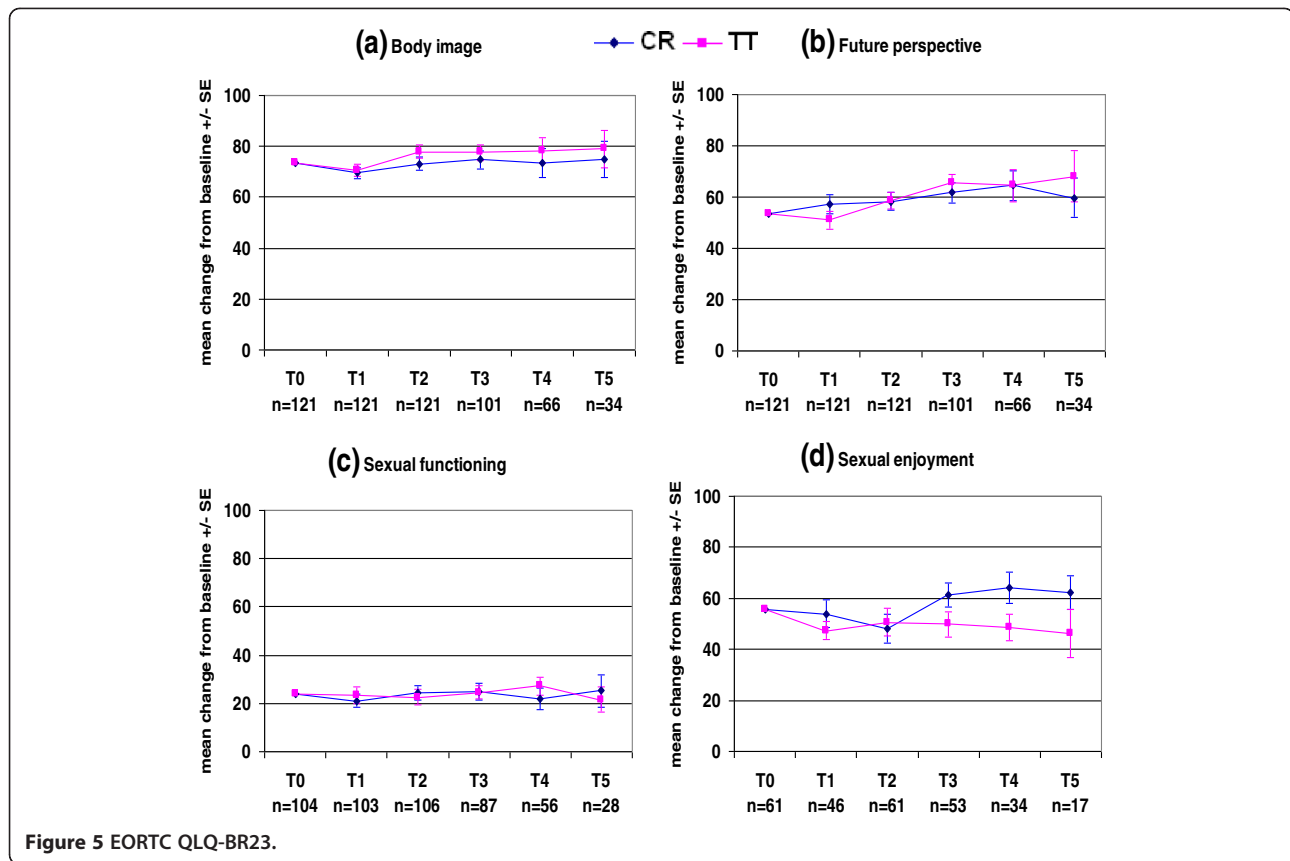 (a) Body image
CR TT
(b) Future perspective
mean change from baseline +/- SE
100
80
60
40
20
0
T0 T1 T2 T3 T4 T5
n=121 n=121 n=121 n=101 n=66 n=34
mean change from baseline +/- SE
100
80
60
40
20
0
T0 T1 T2 T3 T4 T5
n=121 n=121 n=121 n=101 n=66 n=34
(c) Sexual functioning
(d) Sexual enjoyment
mean change from baseline +/- SE
100
80
60
40
20
0
T0 T1 T2 T3 T4 T5
n=104 n=103 n=106 n=87 n=56 n=28
mean change from baseline +/- SE
100
80
60
40
20
0
T0 T1 T2 T3 T4 T5
n=61 n=46 n=61 n=53 n=34 n=17
Figure 5 EORTC QLQ-BR23.